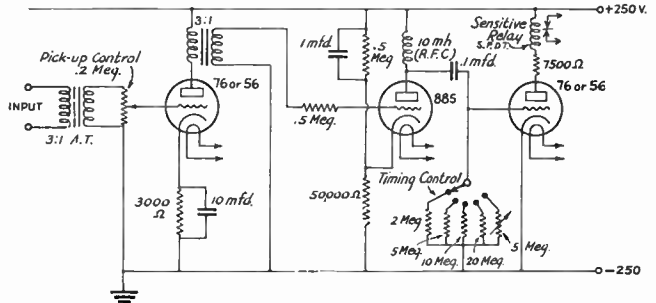 3:1
Pick-up Control
.2 Meg.
76 or 56
INPUT
3:1 A.T.
3000
Ω
10 mfd.
.1 mfd.
.5
Meg
.5 Meg.
50,000
Ω
10 mh
(R.F.C)
885
.1 mfd.
Timing Control
2 Meg
5 Meg.
10 Meg.
20 Meg
5 Meg.
Sensitive
Relay
S.P.D.T.
7500Ω
76 or 56
+250 V.
-250